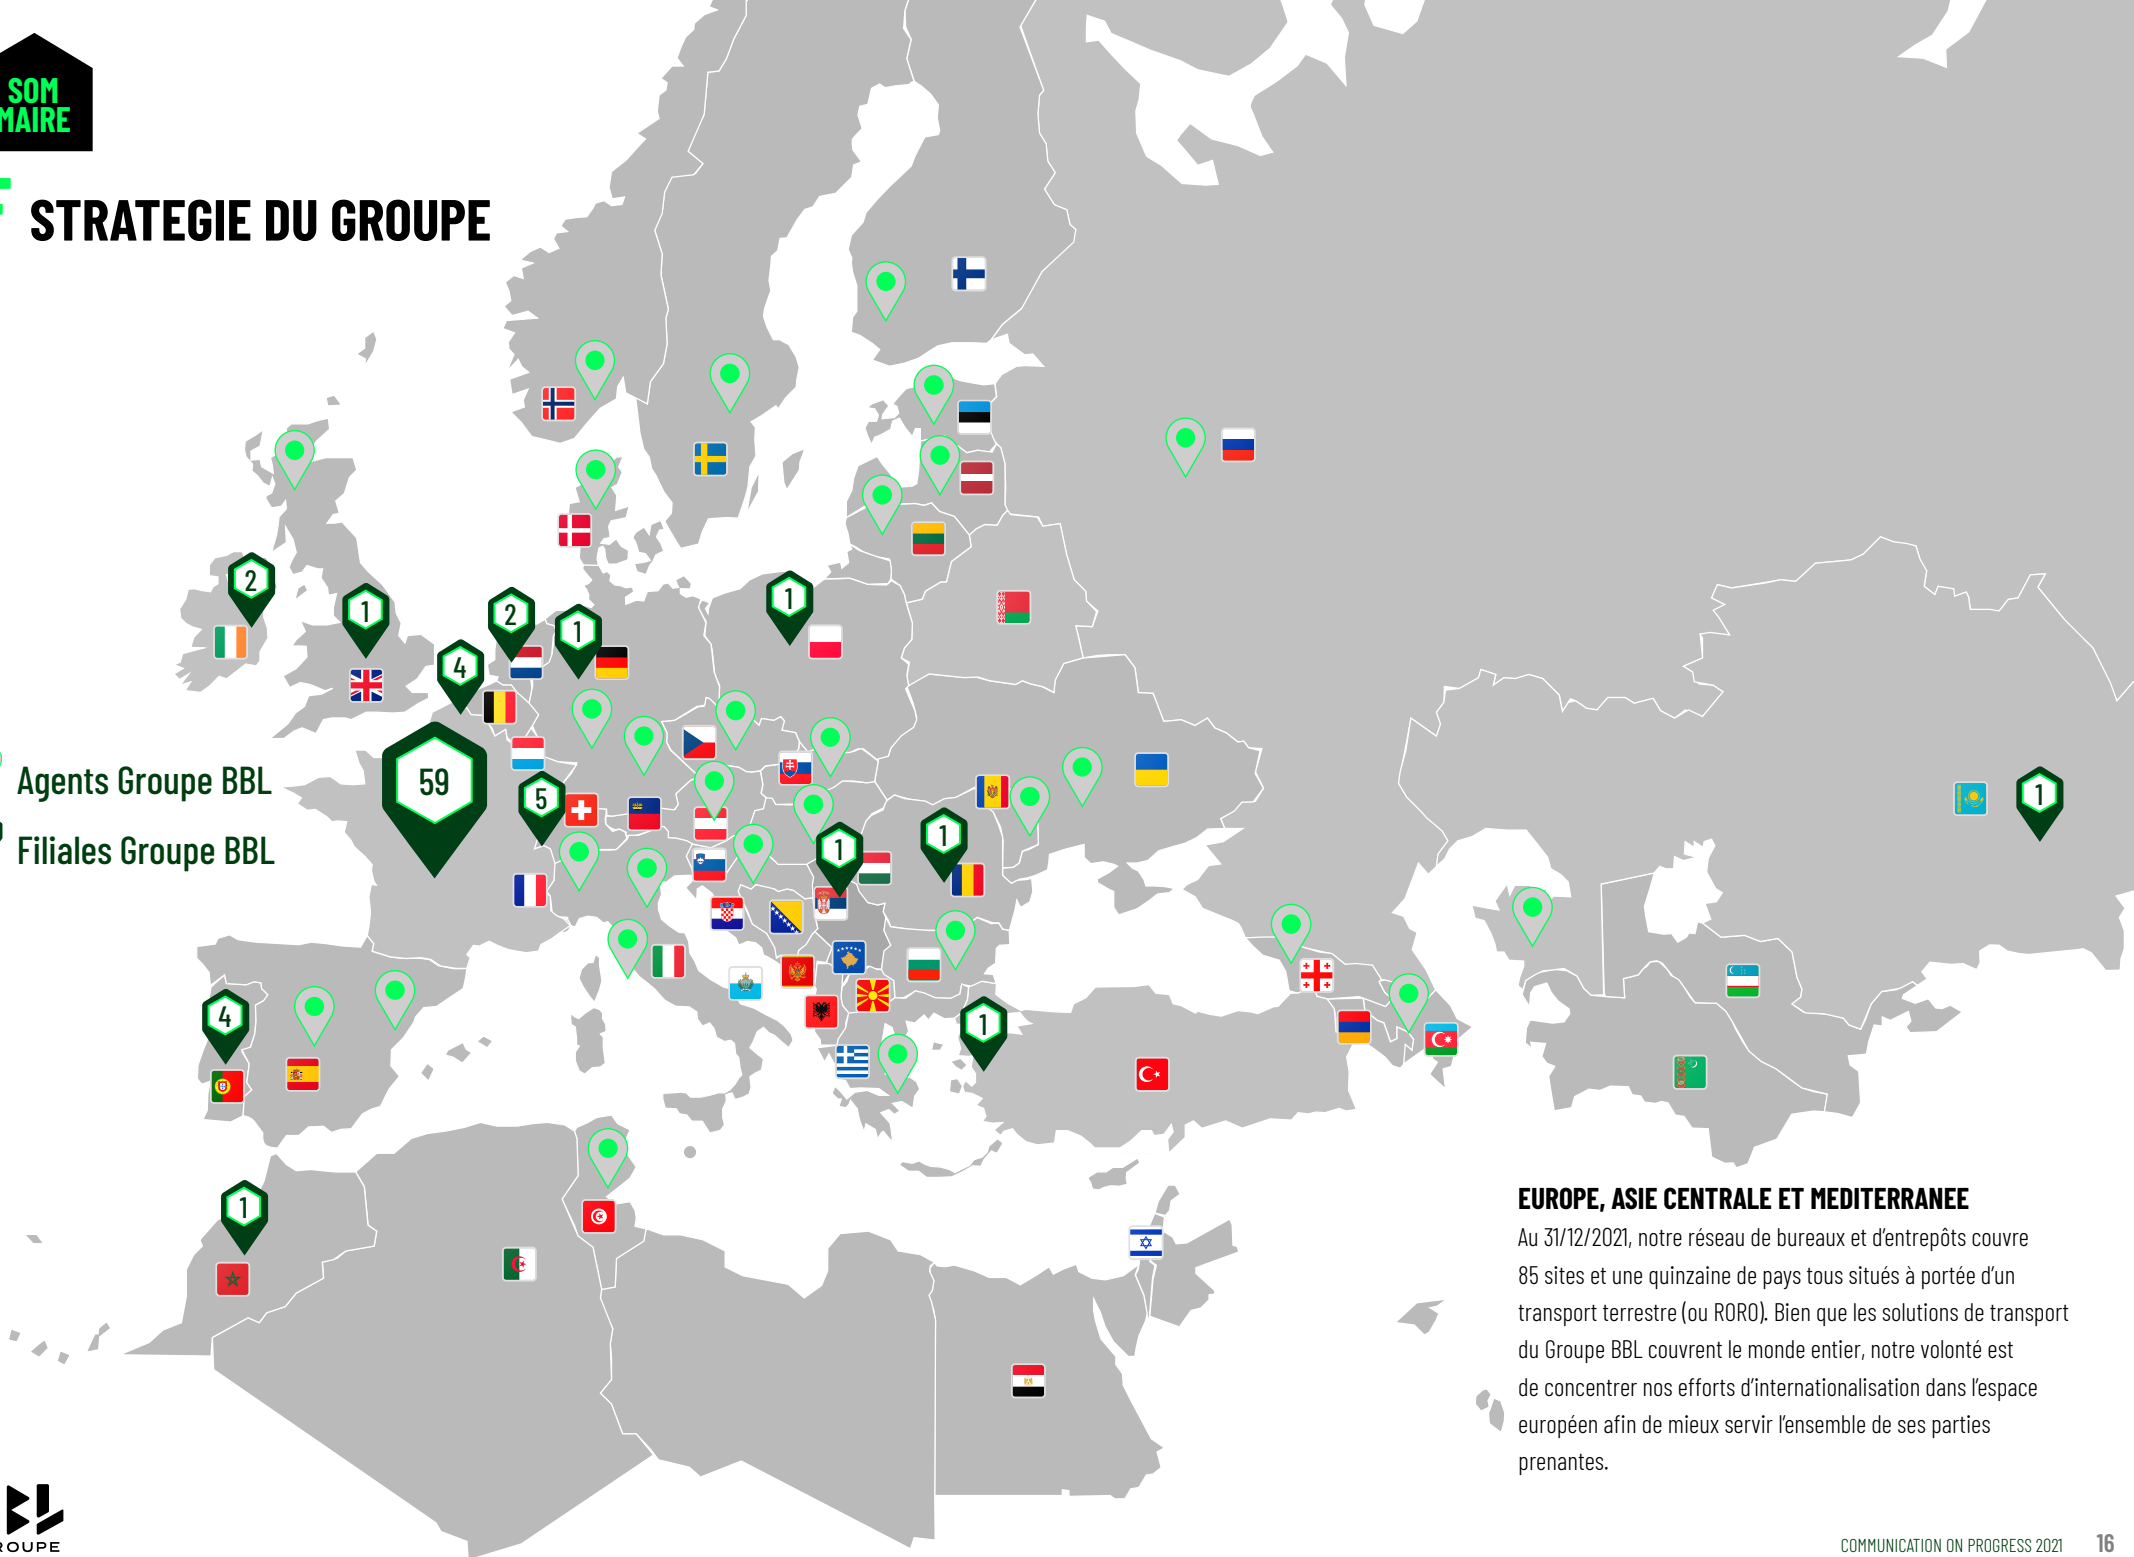 SOM
MAIRE
STRATEGIE DU GROUPE
2
1
2
1
1
4
59
5
1
1
1
4
1
1
Agents Groupe BBL
Filiales Groupe BBL
EUROPE, ASIE CENTRALE ET MEDITERRANEE
Au 31/12/2021, notre réseau de bureaux et d'entrepôts couvre
85 sites et une quinzaine de pays tous situés à portée d'un
transport terrestre (ou RORO). Bien que les solutions de transport
du Groupe BBL couvrent le monde entier, notre volonté est
de concentrer nos efforts d'internationalisation dans l'espace
européen afin de mieux servir l'ensemble de ses parties
prenantes.
BL
ROUPE
COMMUNICATION ON PROGRESS 2021 16